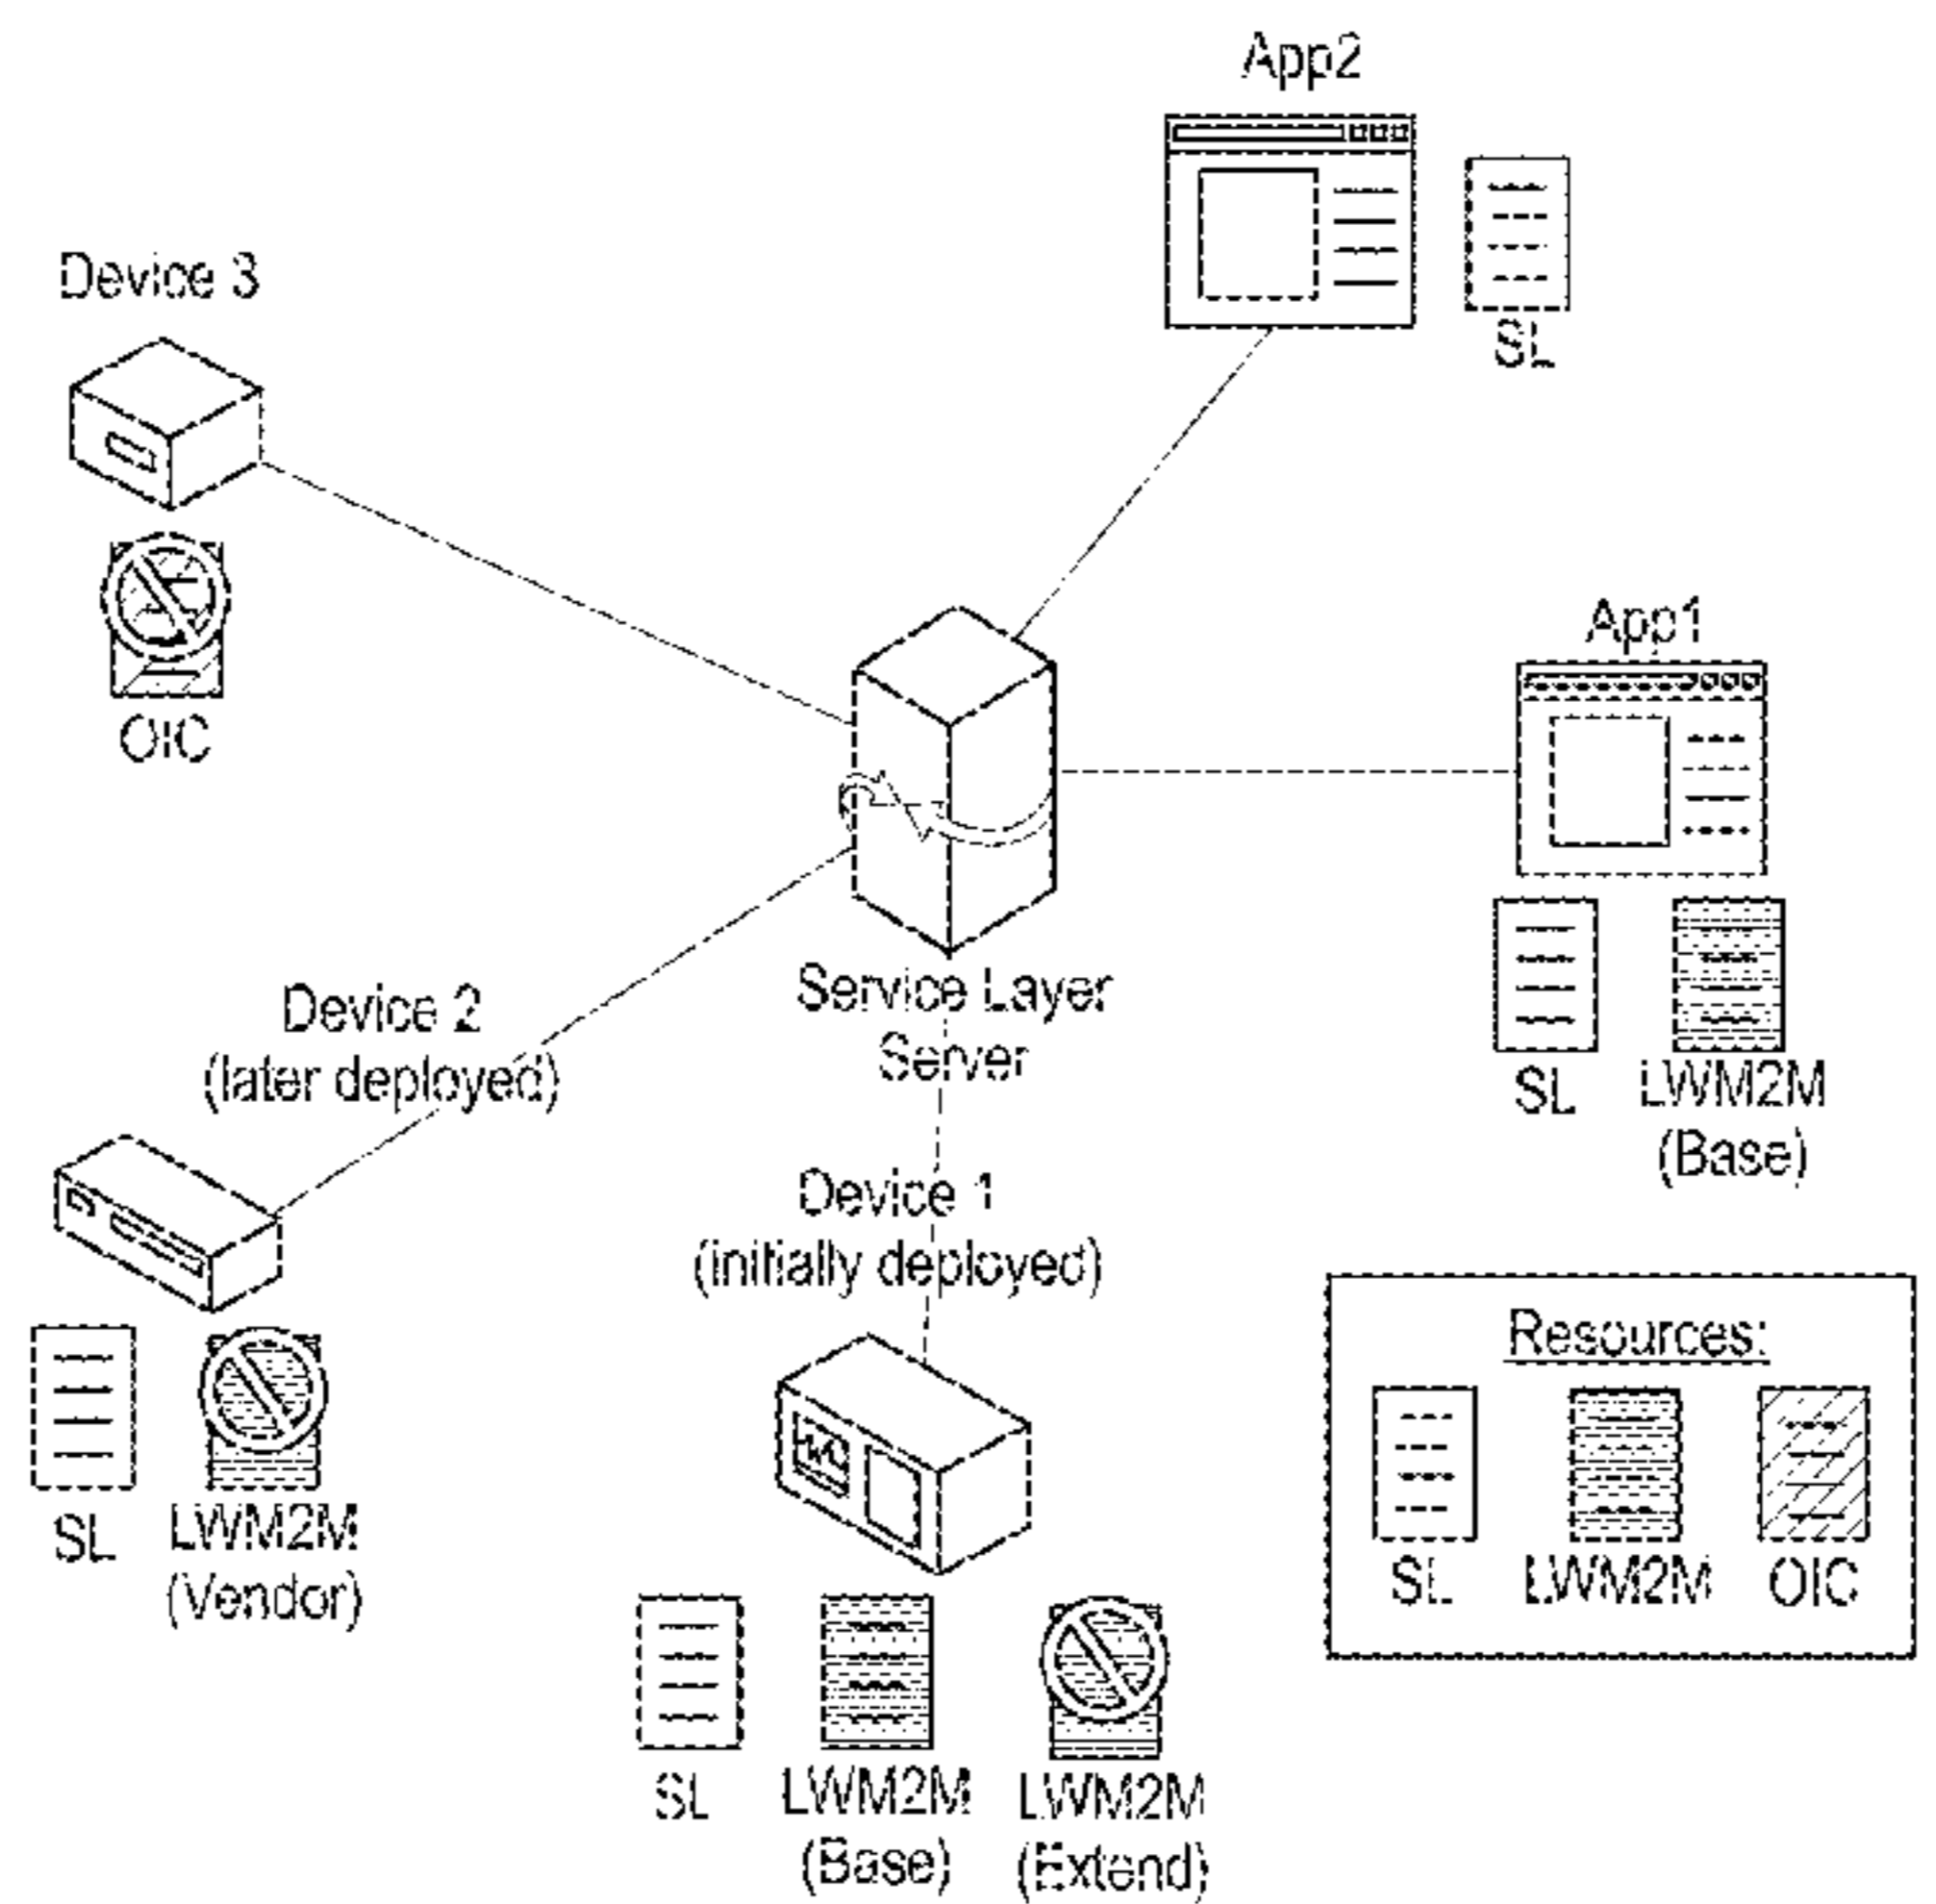 App2
SL
Device 3
OIC
App1
SL
LWM2M
(Base)
Service Layer
Server
Device 2
(later deployed)
SL
LWM2M
(Vendor)
Device 1
(initially deployed)
SL
LWM2M
(Base)
LWM2M
(Extend)
Resources:
SL
LWM2M
OIC